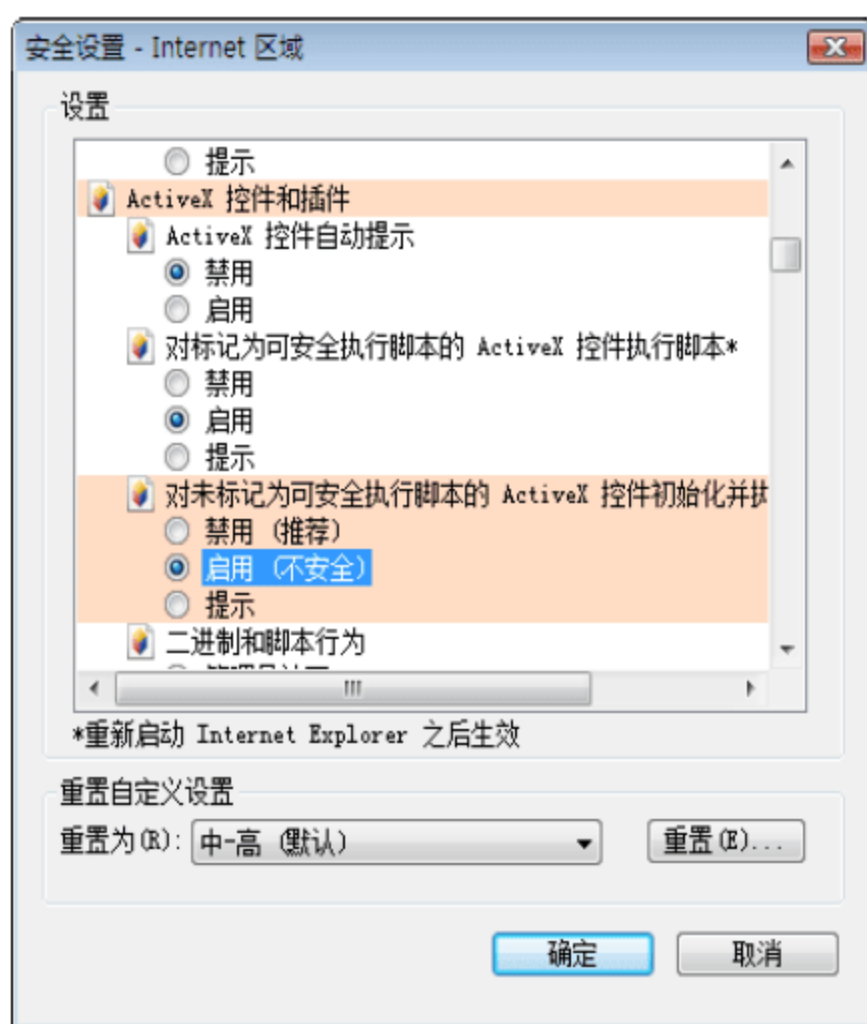 安全设置 - Internet 区域
设置
提示
ActiveX 控件和插件
ActiveX 控件自动提示
禁用
启用
对标记为可安全执行脚本的 ActiveX 控件执行脚本*
禁用
启用
提示
对未标记为可安全执行脚本的 ActiveX 控件初始化并执
禁用 (推荐)
启用 (不安全)
提示
二进制和脚本行为
*重新启动 Internet Explorer 之后生效
重置自定义设置
重置为(R): 中-高 (默认) 重置(E)...
确定 取消